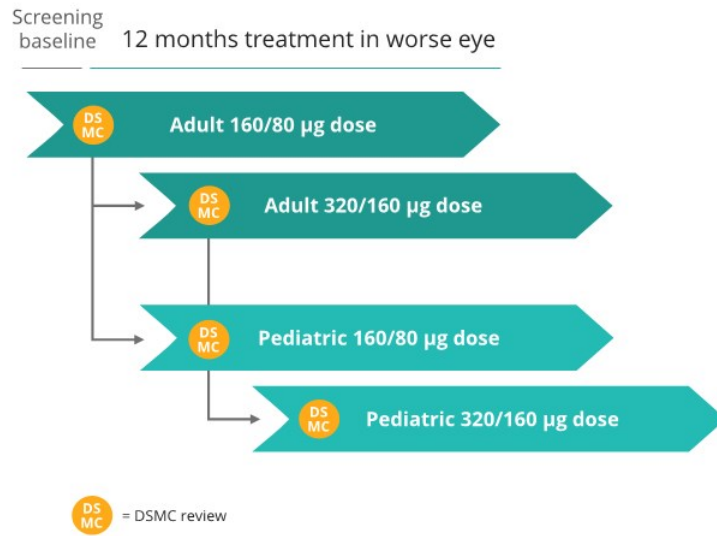 Screening
baseline
12 months treatment in worse eye
DS
MC
Adult 160/80 µg dose
DS
MC
Adult 320/160 µg dose
DS
MC
Pediatric 160/80 µg dose
DS
MC
Pediatric 320/160 µg dose
DS
MC
= DSMC review